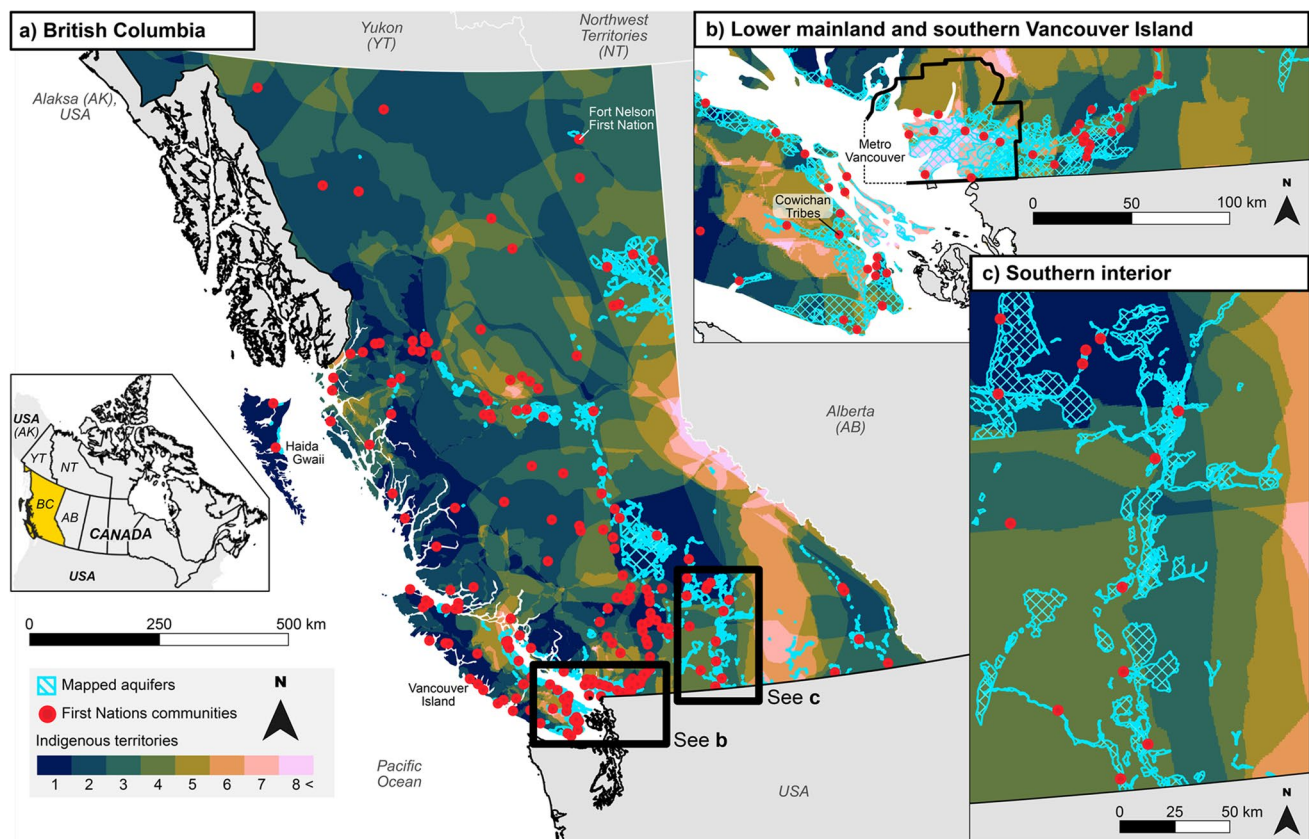 a) British Columbia
Yukon
(YT)
Northwest
Territories
(NT)
Alaksa (AK),
USA
Fort Nelson
First Nation
Haida
Gwaii
Alberta
(AB)
USA
(AK)
YT
NT
BC
AB
CANADA
USA
0
250
500 km
Mapped aquifers
First Nations communities
N
Indigenous territories
1
2
3
4
5
6
7
8 <
Vancouver
Island
Pacific
Ocean
See b
See c
USA
b) Lower mainland and southern Vancouver Island
Metro
Vancouver
Cowichan
Tribes
N
0
50
100 km
c) Southern interior
0
25
50 km
N